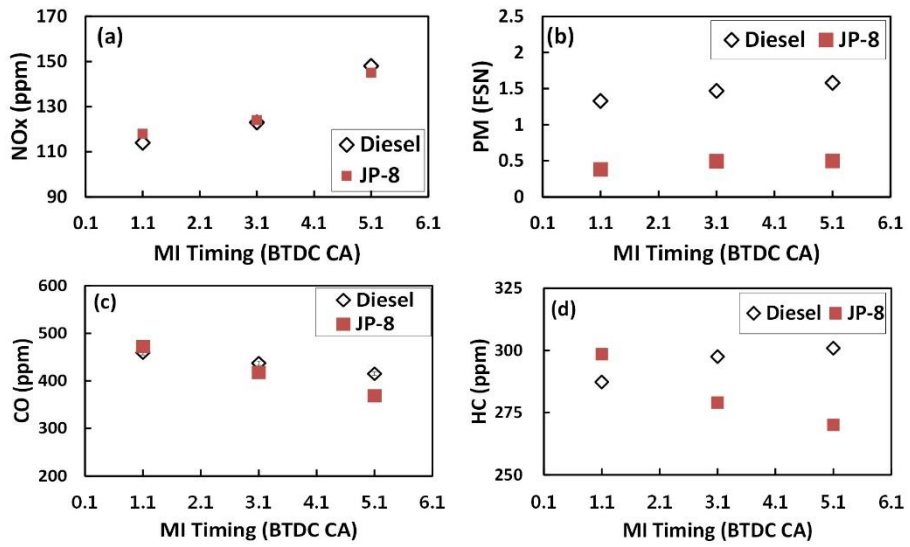 (a)
NOx (ppm)
170
150
130
110
90
Diesel
JP-8
0.1 1.1 2.1 3.1 4.1 5.1 6.1
MI Timing (BTDC CA)
(b)
PM (FSN)
2.5
2
1.5
1
0.5
0
Diesel JP-8
0.1 1.1 2.1 3.1 4.1 5.1 6.1
MI Timing (BTDC CA)
(c)
CO (ppm)
600
500
400
300
200
Diesel
JP-8
0.1 1.1 2.1 3.1 4.1 5.1 6.1
MI Timing (BTDC CA)
(d)
HC (ppm)
325
300
275
250
Diesel JP-8
0.1 1.1 2.1 3.1 4.1 5.1 6.1
MI Timing (BTDC CA)